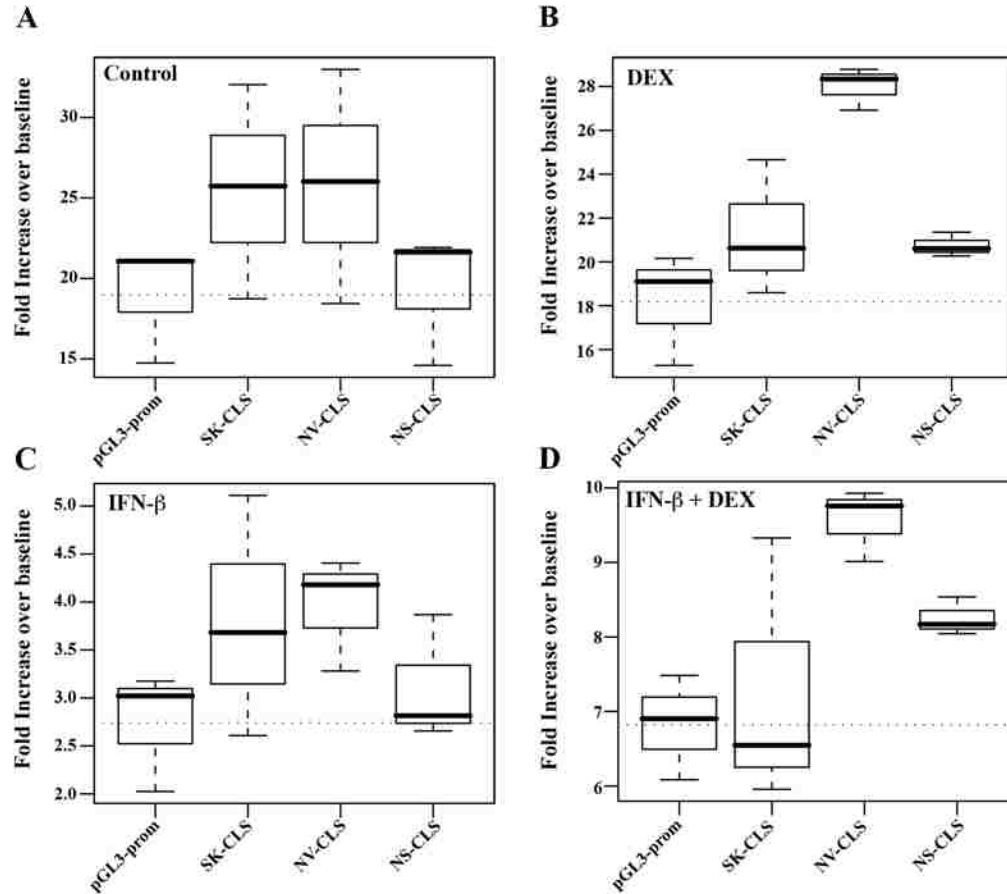 A
Control
Fold Increase over baseline
30
25
20
15
pGL3-prom
SK-CLS
NV-CLS
NS-CLS
B
DEX
Fold Increase over baseline
28
26
24
22
20
18
16
pGL3-prom
SK-CLS
NV-CLS
NS-CLS
C
IFN-β
Fold Increase over baseline
5.0
4.5
4.0
3.5
3.0
2.5
2.0
pGL3-prom
SK-CLS
NV-CLS
NS-CLS
D
IFN-β + DEX
Fold Increase over baseline
10
9
8
7
6
pGL3-prom
SK-CLS
NV-CLS
NS-CLS